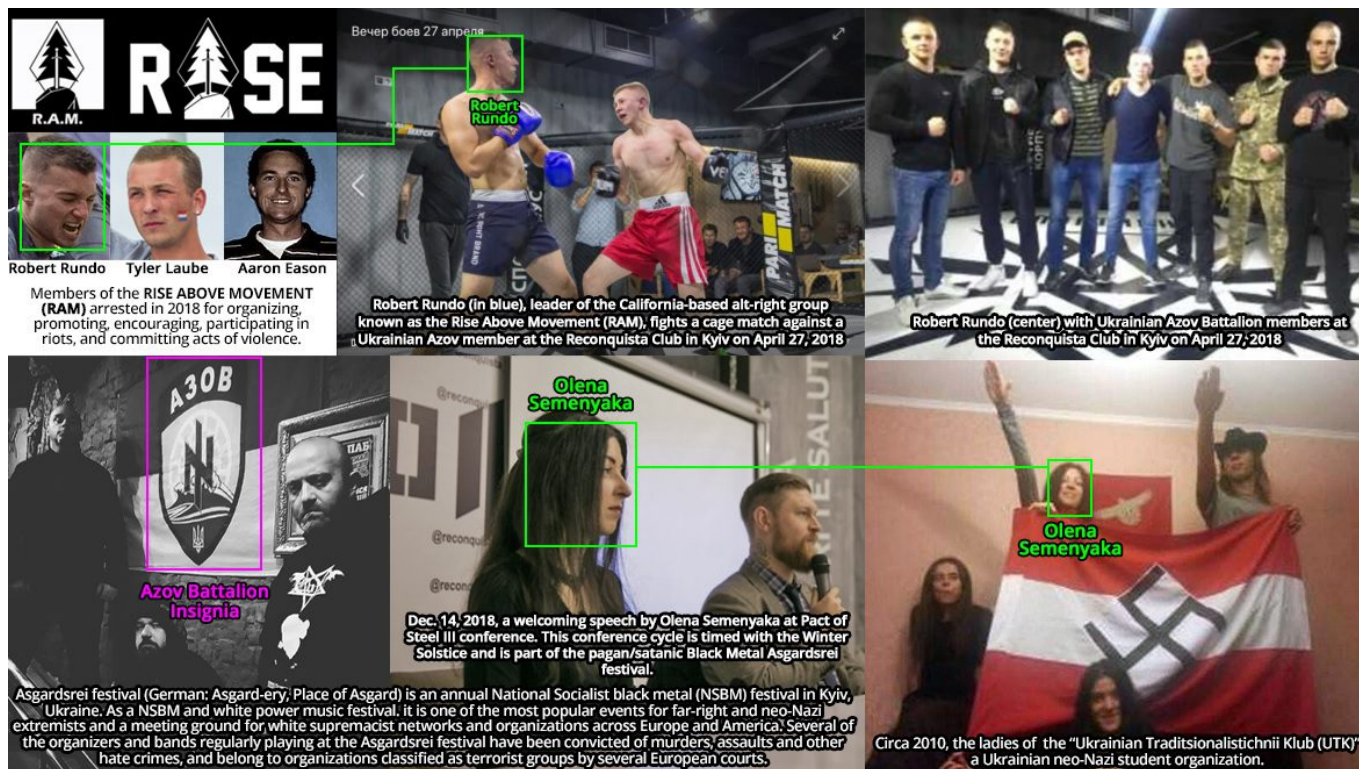 R.A.M.
RISE
Robert Rundo
Tyler Laube
Aaron Eason
Members of the RISE ABOVE MOVEMENT
(RAM) arrested in 2018 for organizing,
promoting, encouraging, participating in
riots, and committing acts of violence.
Вечер боев 27 апреля
Robert
Rundo
PARI MATCH
PARI MATCH
Robert Rundo (in blue), leader of the California-based alt-right group
known as the Rise Above Movement (RAM), fights a cage match against a
Ukrainian Azov member at the Reconquista Club in Kyiv on April 27, 2018
Robert Rundo (center) with Ukrainian Azov Battalion members at
the Reconquista Club in Kyiv on April 27, 2018
АЗОВ
ПАБ
Azov Battalion
Insignia
Olena
Semenyaka
@reconqu
@reconqui
@reconq
ARTESALUT
Dec. 14, 2018, a welcoming speech by Olena Semenyaka at Pact of
Steel III conference. This conference cycle is timed with the Winter
Solstice and is part of the pagan/satanic Black Metal Asgardsrei
festival.
Asgardsrei festival (German: Asgard-ery, Place of Asgard) is an annual National Socialist black metal (NSBM) festival in Kyiv,
Ukraine. As a NSBM and white power music festival. it is one of the most popular events for far-right and neo-Nazi
extremists and a meeting ground for white supremacist networks and organizations across Europe and America. Several of
the organizers and bands regularly playing at the Asgardsrei festival have been convicted of murders, assaults and other
hate crimes, and belong to organizations classified as terrorist groups by several European courts.
Olena
Semenyaka
Circa 2010, the ladies of the “Ukrainian Traditsionalistichnii Klub (UTK)”
a Ukrainian neo-Nazi student organization.